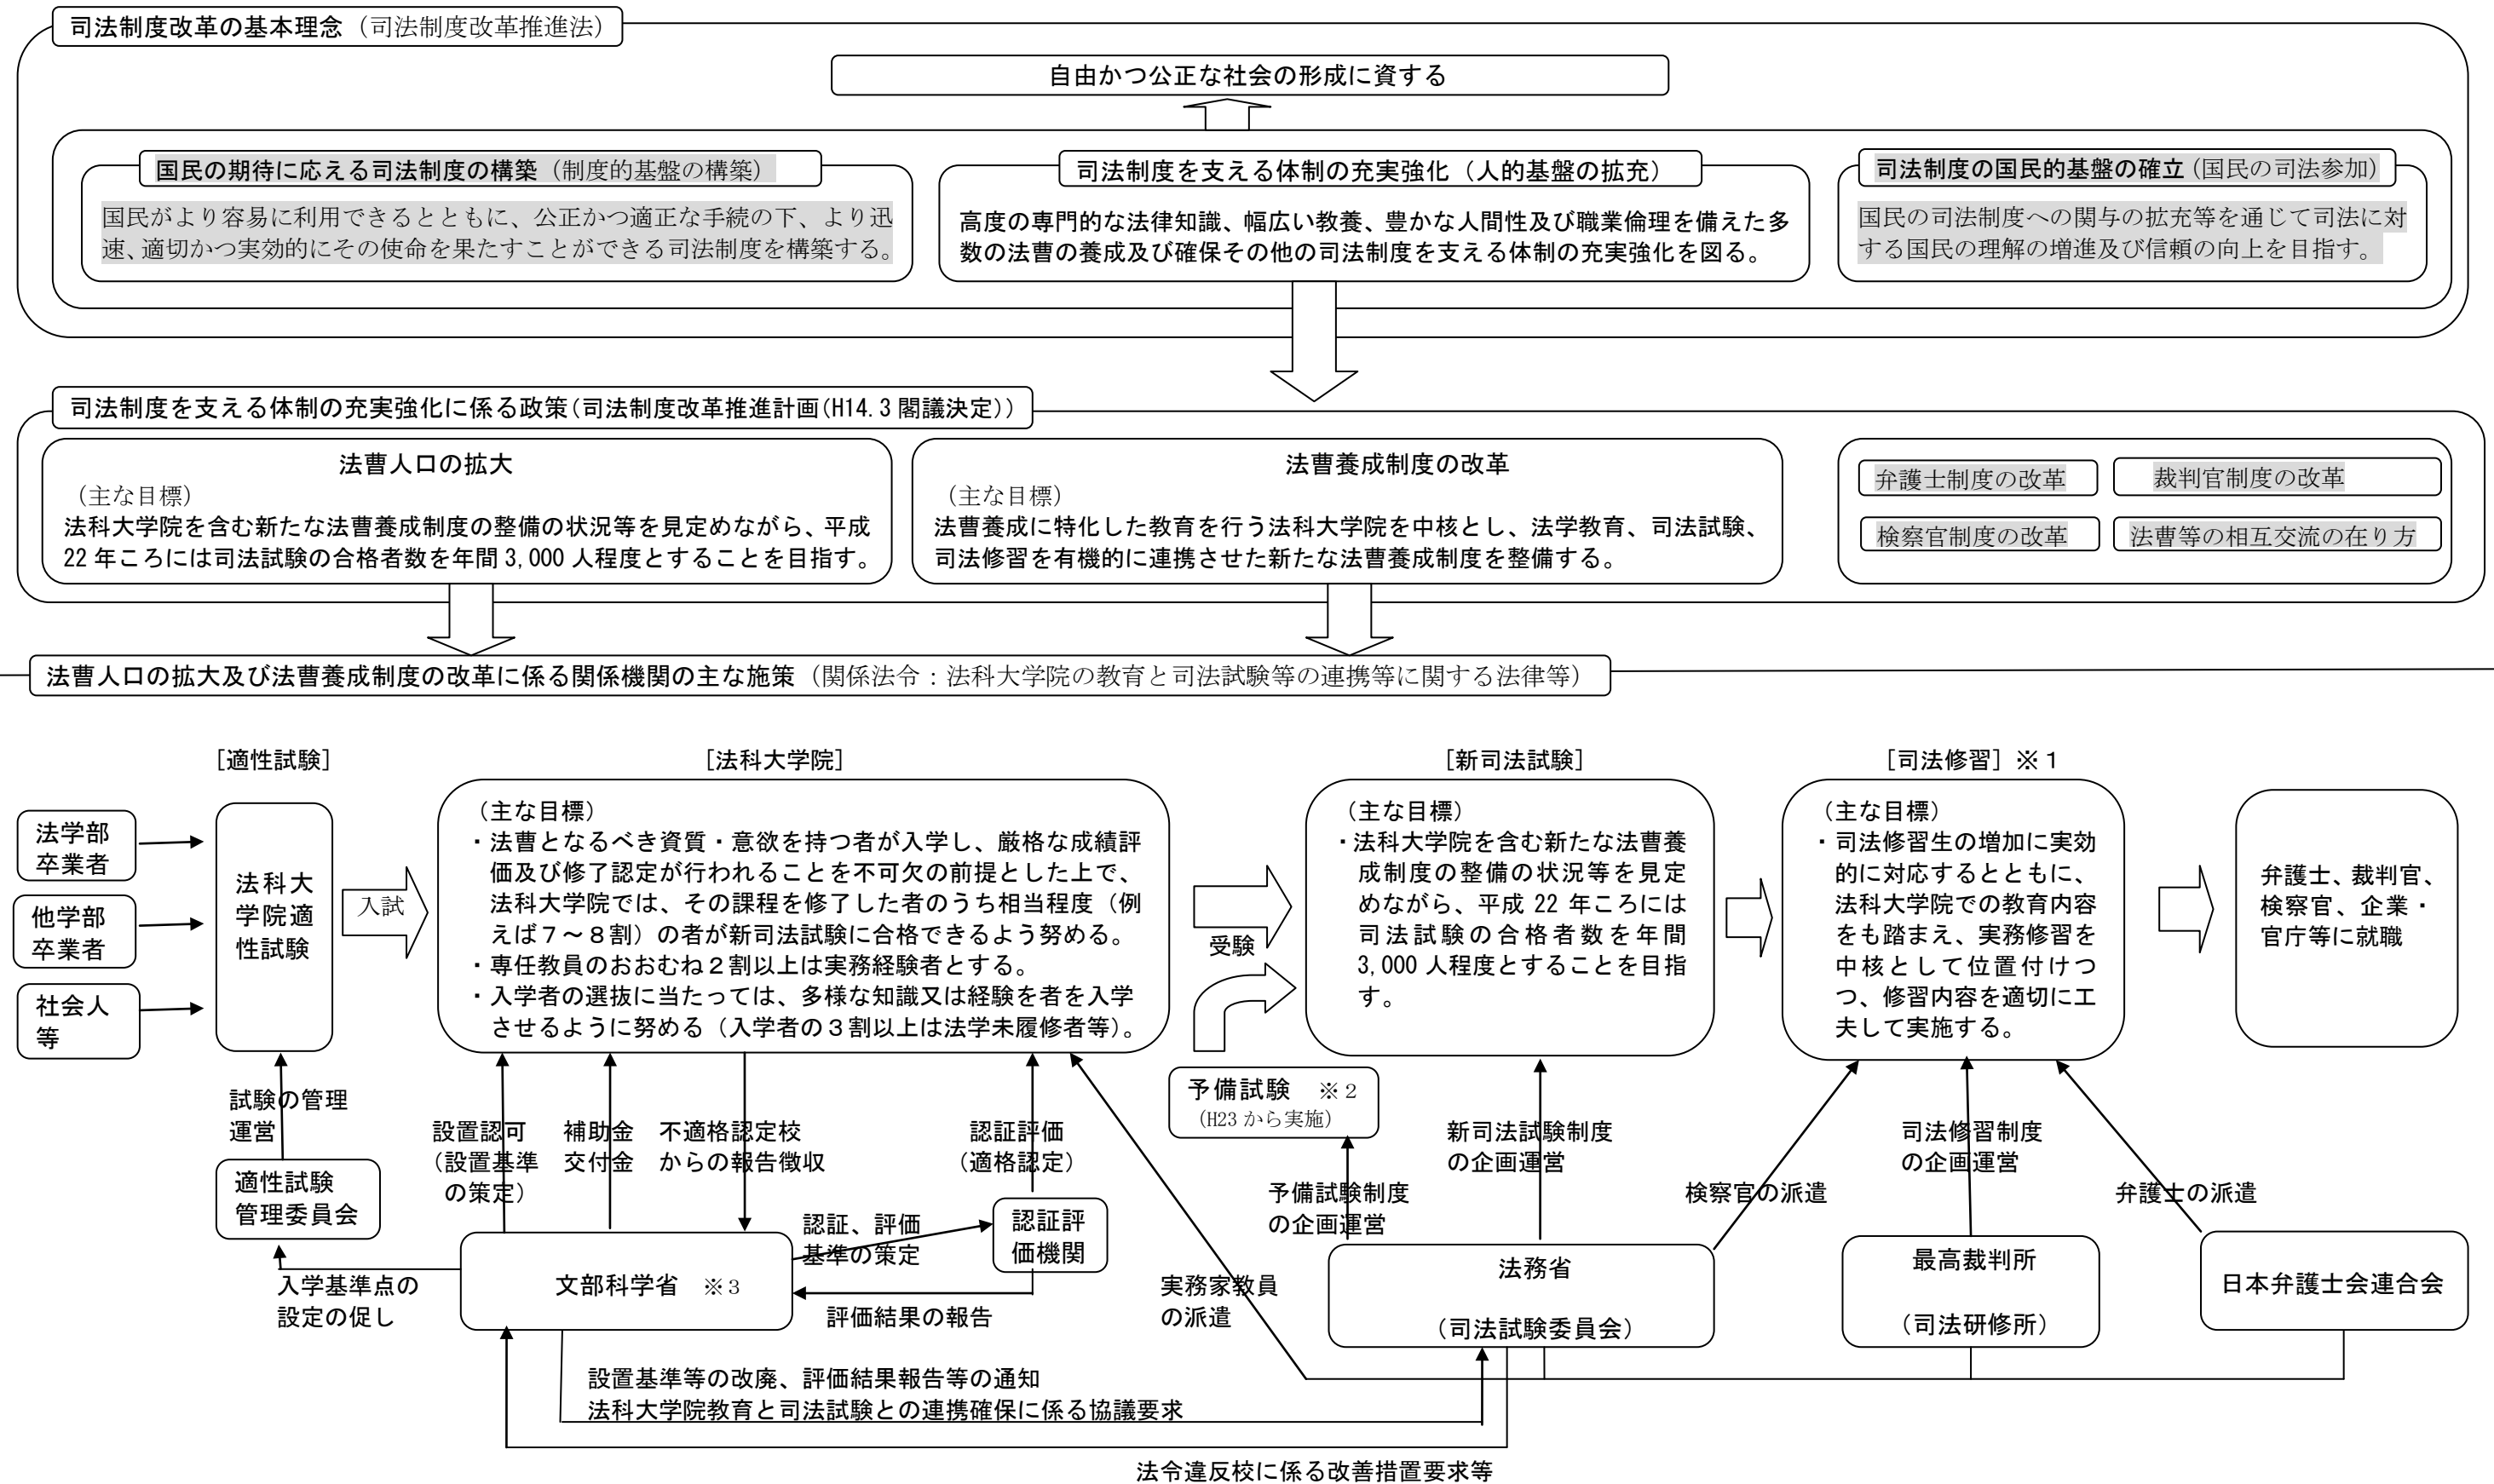 司法制度改革の基本理念（司法制度改革推進法）
自由かつ公正な社会の形成に資する
国民の期待に応える司法制度の構築（制度的基盤の構築）
国民がより容易に利用できるとともに、公正かつ適正な手続の下、より迅
速、適切かつ実効的にその使命を果たすことができる司法制度を構築する。
司法制度を支える体制の充実強化（人的基盤の拡充）
高度の専門的な法律知識、幅広い教養、豊かな人間性及び職業倫理を備えた多
数の法曹の養成及び確保その他の司法制度を支える体制の充実強化を図る。
司法制度の国民的基盤の確立（国民の司法参加）
国民の司法制度への関与の拡充等を通じて司法に対
する国民の理解の増進及び信頼の向上を目指す。
司法制度を支える体制の充実強化に係る政策（司法制度改革推進計画（H14.3 閣議決定））
法曹人口の拡大
（主な目標）
法科大学院を含む新たな法曹養成制度の整備の状況等を見定めながら、平成
22 年ころには司法試験の合格者数を年間 3,000 人程度とすることを目指す。
法曹養成制度の改革
（主な目標）
法曹養成に特化した教育を行う法科大学院を中核とし、法学教育、司法試験、
司法修習を有機的に連携させた新たな法曹養成制度を整備する。
弁護士制度の改革
裁判官制度の改革
検察官制度の改革
法曹等の相互交流の在り方
法曹人口の拡大及び法曹養成制度の改革に係る関係機関の主な施策（関係法令：法科大学院の教育と司法試験等の連携等に関する法律等）
[適性試験]
[法科大学院]
[新司法試験]
[司法修習] ※１
法学部
卒業者
他学部
卒業者
社会人
等
法科大
学院適
性試験
入試
（主な目標）
・法曹となるべき資質・意欲を持つ者が入学し、厳格な成績評
価及び修了認定が行われることを不可欠の前提とした上で、
法科大学院では、その課程を修了した者のうち相当程度（例
えば７～８割）の者が新司法試験に合格できるよう努める。
・専任教員のおおむね２割以上は実務経験者とする。
・入学者の選抜に当たっては、多様な知識又は経験を者を入学
させるように努める（入学者の３割以上は法学未履修者等）。
受験
予備試験　※２
（H23 から実施）
（主な目標）
・法科大学院を含む新たな法曹養
成制度の整備の状況等を見定
めながら、平成 22 年ころには
司法試験の合格者数を年間
3,000 人程度とすることを目指
す。
（主な目標）
・司法修習生の増加に実効
的に対応するとともに、
法科大学院での教育内容
をも踏まえ、実務修習を
中核として位置付けつ
つ、修習内容を適切に工
夫して実施する。
弁護士、裁判官、
検察官、企業・
官庁等に就職
試験の管理
運営
適性試験
管理委員会
入学基準点の
設定の促し
設置認可
（設置基準
の策定）
補助金
交付金
不適格認定校
からの報告徴収
認証評価
（適格認定）
認証、評価
基準の策定
認証評
価機関
文部科学省　※３
評価結果の報告
実務家教員
の派遣
予備試験制度
の企画運営
新司法試験制度
の企画運営
検察官の派遣
司法修習制度
の企画運営
弁護士の派遣
法務省
（司法試験委員会）
最高裁判所
（司法研修所）
日本弁護士会連合会
設置基準等の改廃、評価結果報告等の通知
法科大学院教育と司法試験との連携確保に係る協議要求
法令違反校に係る改善措置要求等